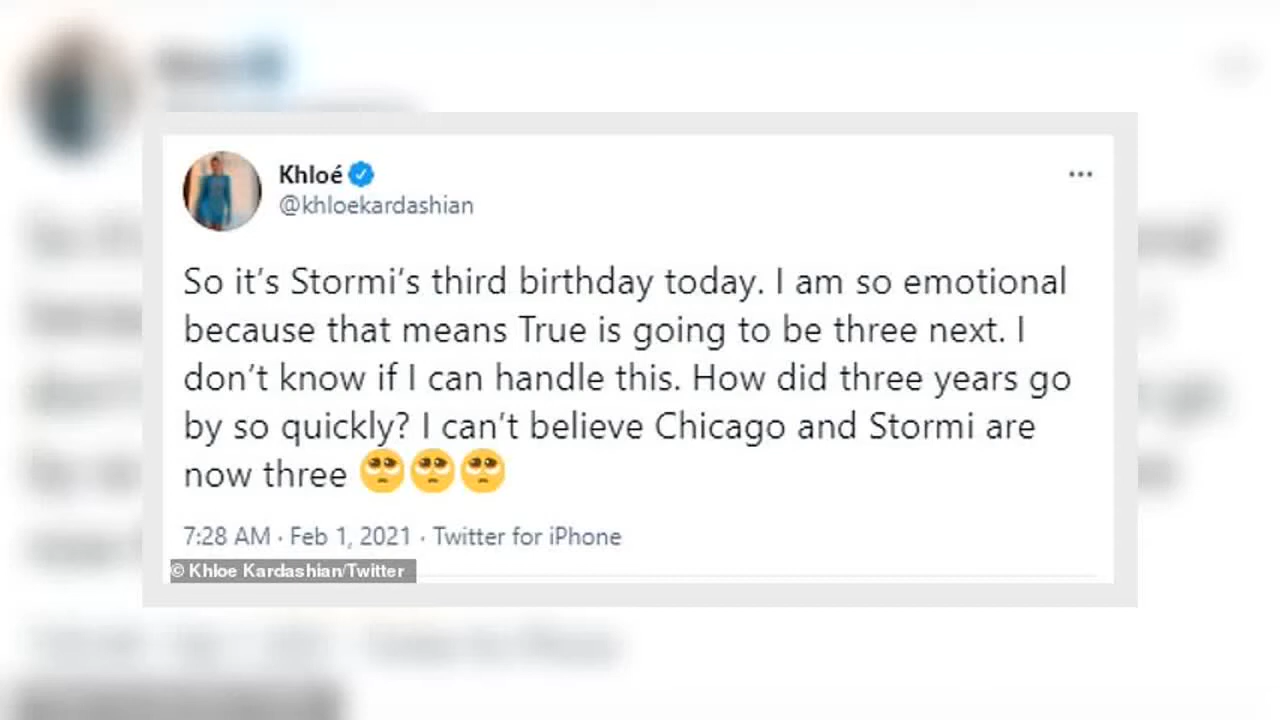 Khloé
@khloekardashian
So it’s Stormi‘s third birthday today. I am so emotional
because that means True is going to be three next. I
don’t know if I can handle this. How did three years go
by so quickly? I can’t believe Chicago and Stormi are
now three 🥺🥺🥺
7:28 AM · Feb 1, 2021 · Twitter for iPhone
© Khloe Kardashian/Twitter